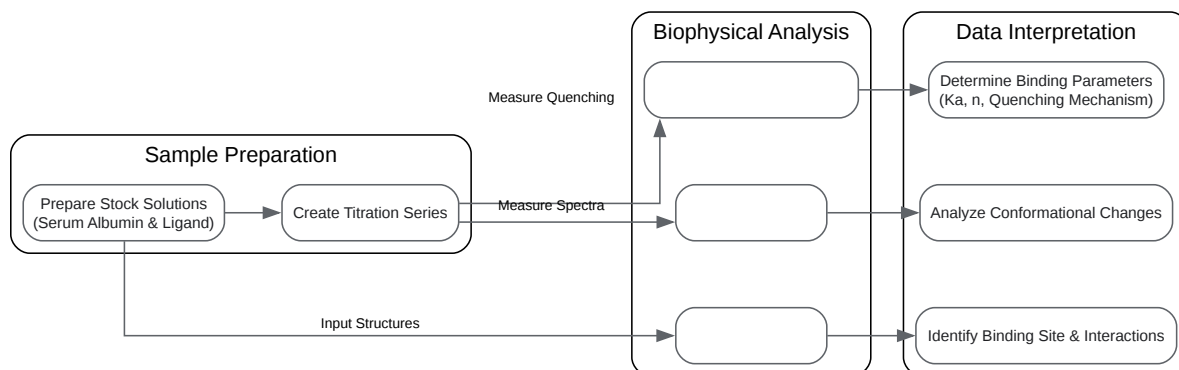 Biophysical Analysis
Data Interpretation
Determine Binding Parameters
(Ka, n, Quenching Mechanism)
Measure Quenching
Sample Preparation
Prepare Stock Solutions
(Serum Albumin & Ligand)
Create Titration Series
Measure Spectra
Analyze Conformational Changes
Input Structures
Identify Binding Site & Interactions